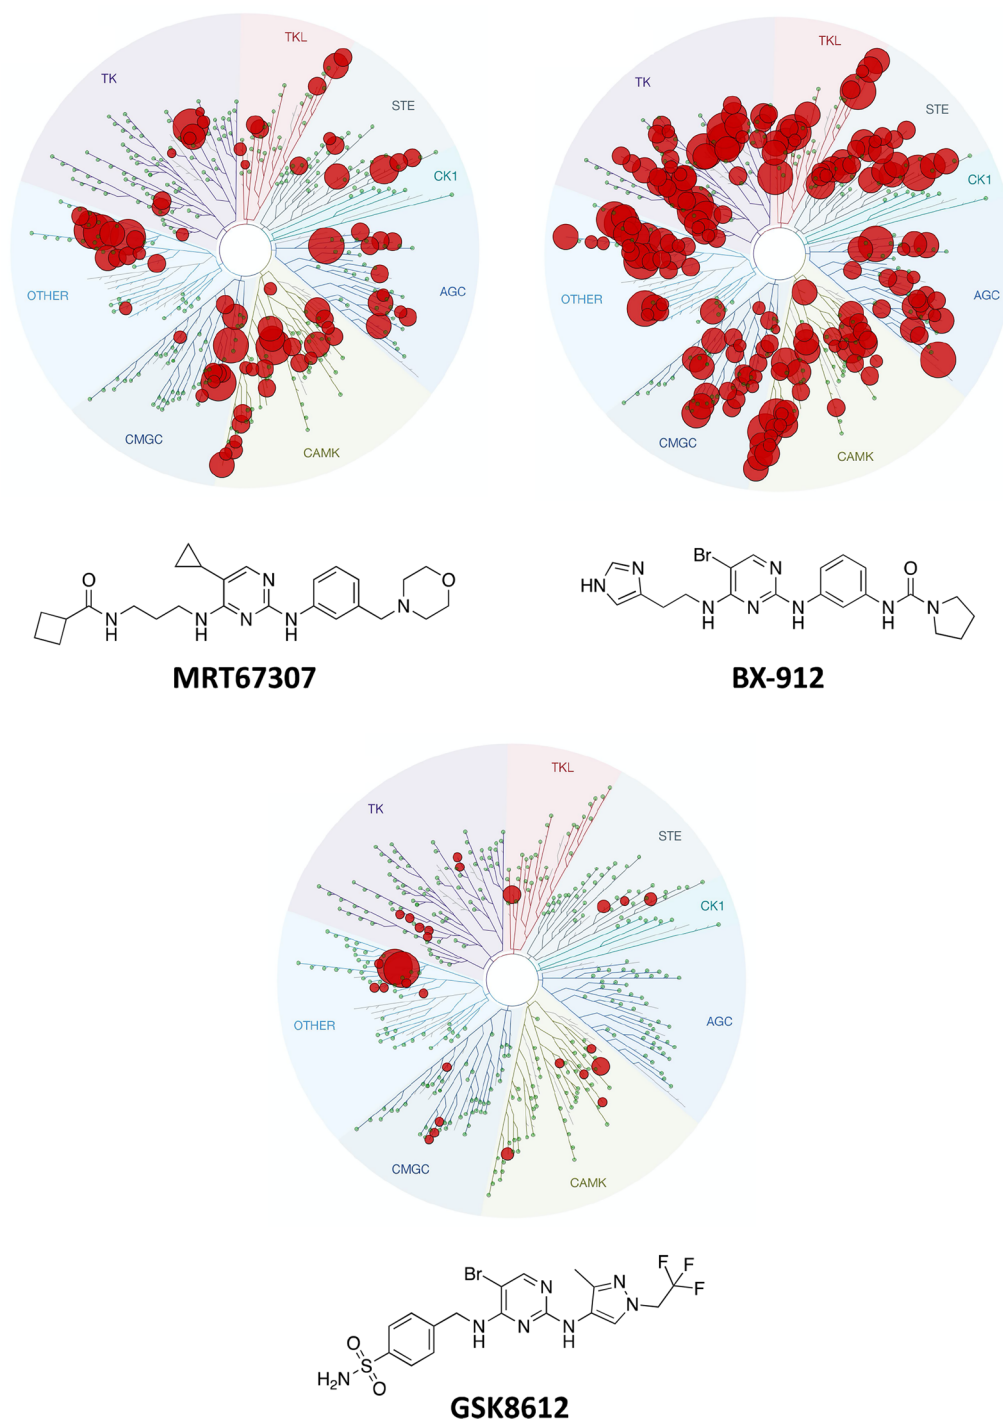 TKL
TK
STE
CK1
AGC
OTHER
CMGC
CAMK
TKL
TK
STE
CK1
AGC
OTHER
CMGC
CAMK
O
N
H
N
H
N
N
N
H
N
O
MRT67307
HN
N
Br
N
H
N
N
N
H
N
H
O
N
BX-912
TKL
TK
STE
CK1
AGC
OTHER
CMGC
CAMK
Br
N
N
N
H
N
H
N
N
F
F
F
O
S
O
H2N
GSK8612